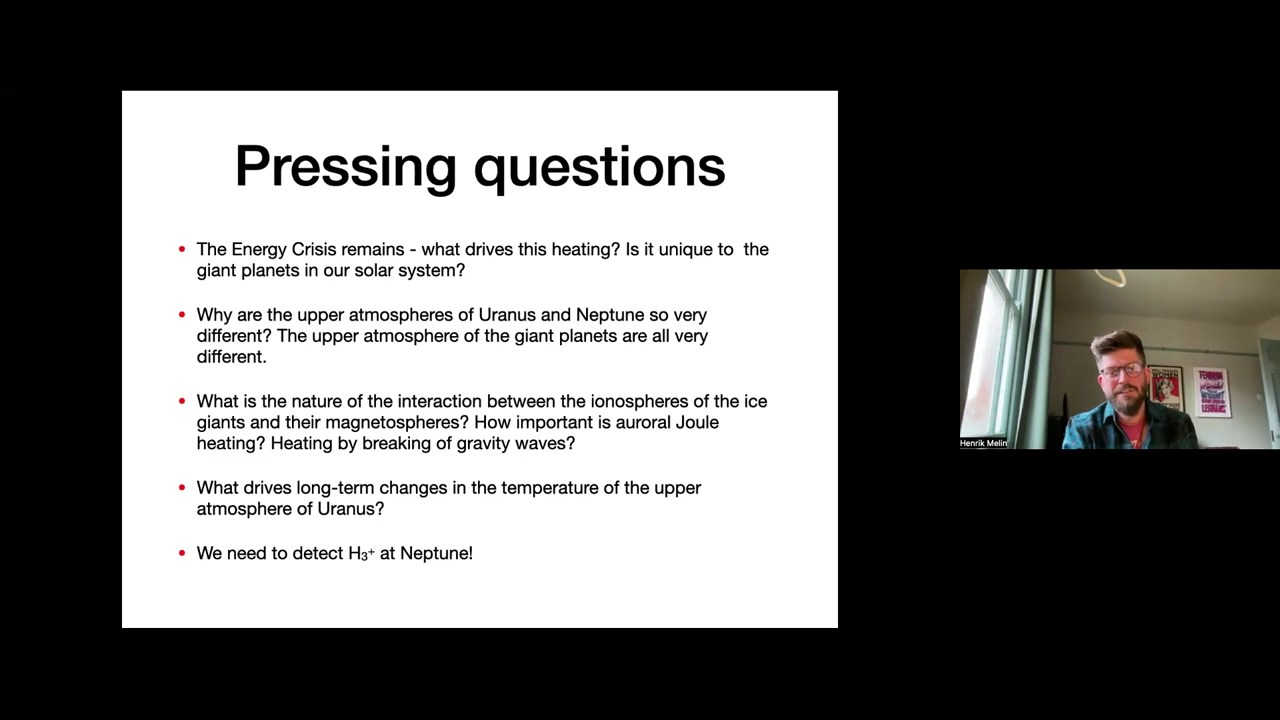 Pressing questions
• The Energy Crisis remains - what drives this heating? Is it unique to  the
giant planets in our solar system?
• Why are the upper atmospheres of Uranus and Neptune so very
different? The upper atmosphere of the giant planets are all very
different.
• What is the nature of the interaction between the ionospheres of the ice
giants and their magnetospheres? How important is auroral Joule
heating? Heating by breaking of gravity waves?
• What drives long-term changes in the temperature of the upper
atmosphere of Uranus?
• We need to detect H₃⁺ at Neptune!
WOMEN
Henrik Melin